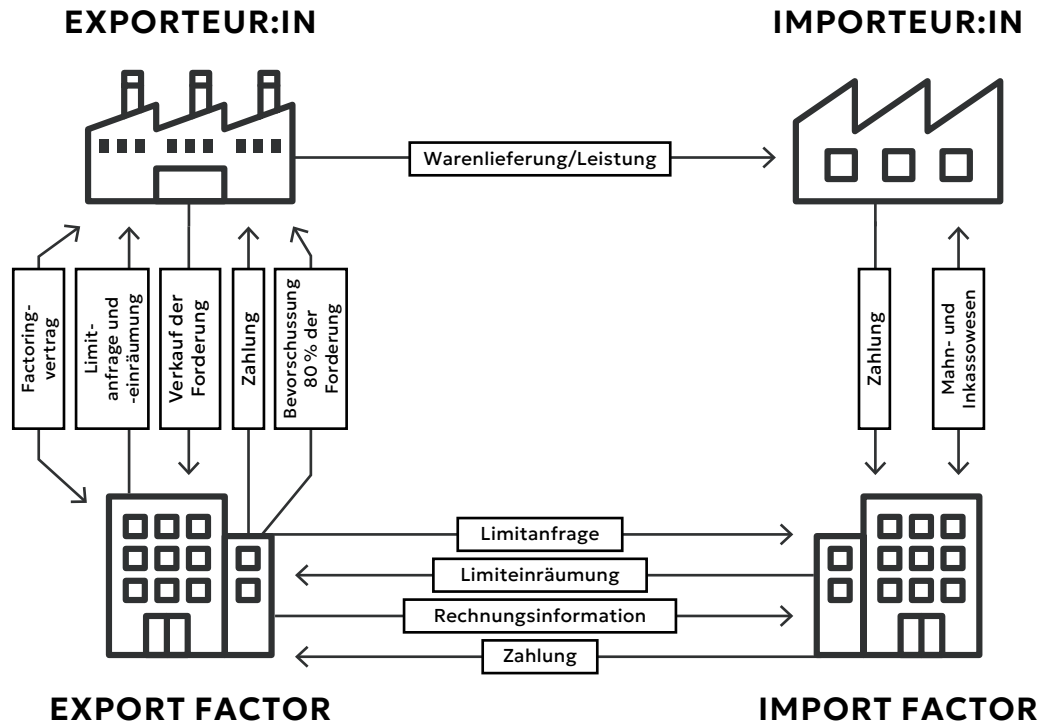 EXPORTEUR:IN
IMPORTEUR:IN
Warenlieferung/Leistung
Factoring-
vertrag
Limit-
anfrage und
-einräumung
Verkauf der
Forderung
Zahlung
Bevorschussung
80 % der
Forderung
Zahlung
Mahn- und
Inkassowesen
Limitanfrage
Limiteinräumung
Rechnungsinformation
Zahlung
EXPORT FACTOR
IMPORT FACTOR